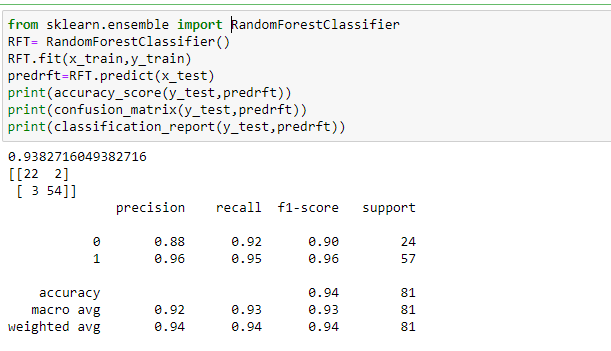 from sklearn.ensemble import RandomForestClassifier
RFT= RandomForestClassifier()
RFT.fit(x_train,y_train)
predrft=RFT.predict(x_test)
print(accuracy_score(y_test,predrft))
print(confusion_matrix(y_test,predrft))
print(classification_report(y_test,predrft))
0.9382716049382716
[[22  2]
 [ 3 54]]
              precision    recall  f1-score   support
           0       0.88      0.92      0.90        24
           1       0.96      0.95      0.96        57
    accuracy                           0.94        81
   macro avg       0.92      0.93      0.93        81
weighted avg       0.94      0.94      0.94        81